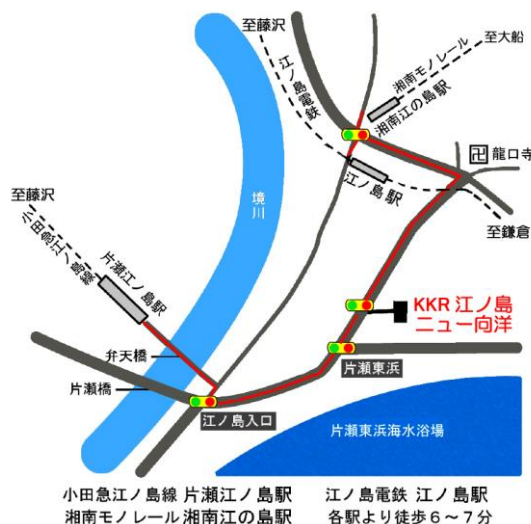 至藤沢
至大船
江ノ島電鉄
湘南モノレール
湘南江の島駅
龍口寺
江ノ島駅
至藤沢
小田急江ノ島線
片瀬江ノ島駅
境川
至鎌倉
KKR 江ノ島
ニュー向洋
弁天橋
片瀬東浜
片瀬橋
江ノ島入口
片瀬東浜海水浴場
小田急江ノ島線 片瀬江ノ島駅 江ノ島電鉄 江ノ島駅
湘南モノレール 湘南江の島駅 各駅より徒歩6~7分